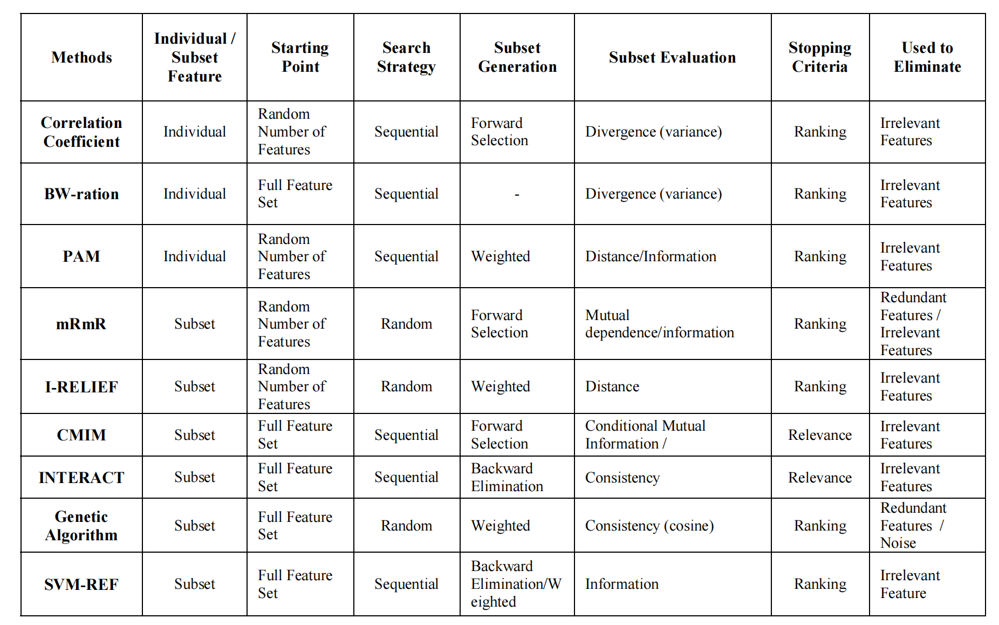 Methods
Individual /
Subset
Feature
Starting
Point
Search
Strategy
Subset
Generation
Subset Evaluation
Stopping
Criteria
Used to
Eliminate
Correlation
Coefficient
Individual
Random
Number of
Features
Sequential
Forward
Selection
Divergence (variance)
Ranking
Irrelevant
Features
BW-ration
Individual
Full Feature
Set
Sequential
-
Divergence (variance)
Ranking
Irrelevant
Features
PAM
Individual
Random
Number of
Features
Sequential
Weighted
Distance/Information
Ranking
Irrelevant
Features
mRmR
Subset
Random
Number of
Features
Random
Forward
Selection
Mutual
dependence/information
Ranking
Redundant
Features /
Irrelevant
Features
I-RELIEF
Subset
Random
Number of
Features
Random
Weighted
Distance
Ranking
Irrelevant
Features
CMIM
Subset
Full Feature
Set
Sequential
Forward
Selection
Conditional Mutual
Information /
Relevance
Irrelevant
Features
INTERACT
Subset
Full Feature
Set
Sequential
Backward
Elimination
Consistency
Relevance
Irrelevant
Features
Genetic
Algorithm
Subset
Full Feature
Set
Random
Weighted
Consistency (cosine)
Ranking
Redundant
Features /
Noise
SVM-REF
Subset
Full Feature
Set
Sequential
Backward
Elimination/W
eighted
Information
Ranking
Irrelevant
Feature